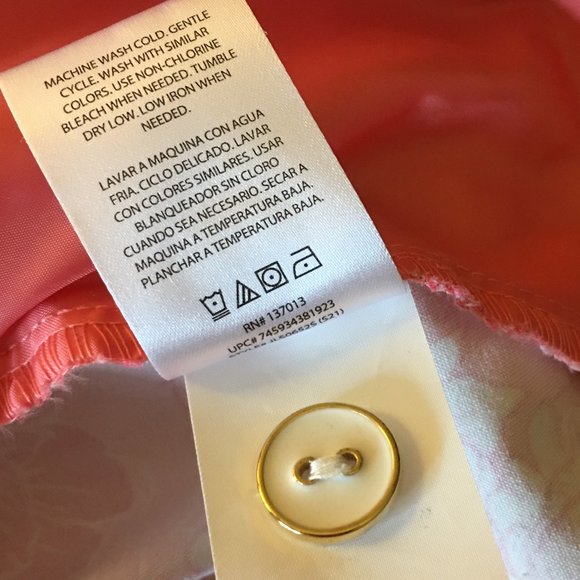 MACHINE WASH COLD. GENTLE
CYCLE. WASH WITH SIMILAR
COLORS. USE NON-CHLORINE
BLEACH WHEN NEEDED. TUMBLE
DRY LOW. LOW IRON WHEN
NEEDED.
LAVAR A MAQUINA CON AGUA
FRIA. CICLO DELICADO. LAVAR
CON COLORES SIMILARES. USAR
BLANQUEADOR SIN CLORO
CUANDO SEA NECESARIO. SECAR A
MAQUINA A TEMPERATURA BAJA.
PLANCHAR A TEMPERATURA BAJA.
RN# 137013
UPC# 745934381923